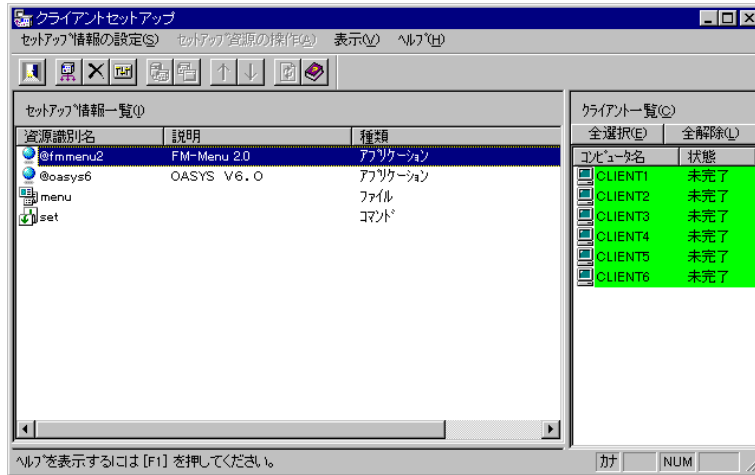 クライアントセットアップ
ｾｯﾄｱｯﾌﾟ情報の設定(S) ｾｯﾄｱｯﾌﾟ資源の操作(A) 表示(V) ﾍﾙﾌﾟ(H)
ｾｯﾄｱｯﾌﾟ情報一覧(I)
資源識別名 説明 種類
@fmmenu2 FM-Menu 2.0 ｱﾌﾟﾘｹｰｼｮﾝ
@oasys6 OASYS V6.0 ｱﾌﾟﾘｹｰｼｮﾝ
menu ﾌｧｲﾙ
set ｺﾏﾝﾄﾞ
ｸﾗｲｱﾝﾄ一覧(C)
全選択(E) 全解除(L)
ｺﾝﾋﾟｭｰﾀ名 状態
CLIENT1 未完了
CLIENT2 未完了
CLIENT3 未完了
CLIENT4 未完了
CLIENT5 未完了
CLIENT6 未完了
ﾍﾙﾌﾟを表示するには [F1] を押してください。 ｶﾅ NUM